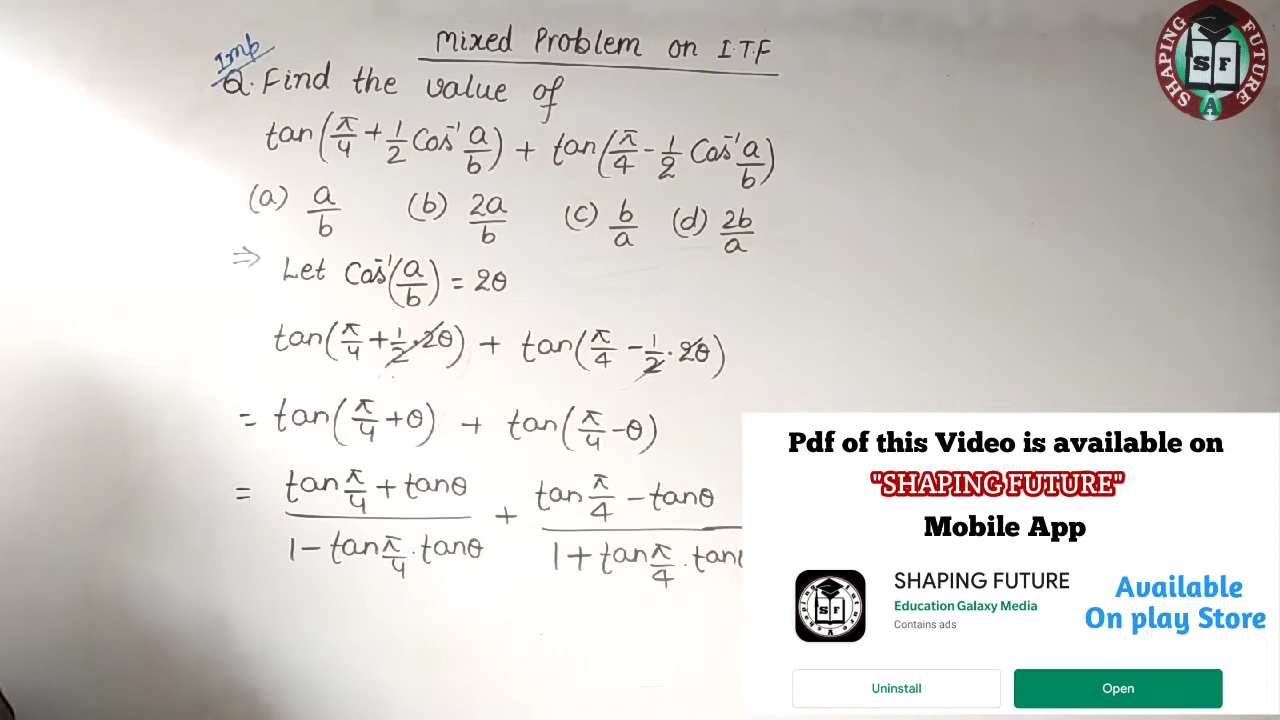 Mixed Problem on I.T.F
Imp
Q. Find the value of
tan(π/4 + 1/2 Cos⁻¹ a/b) + tan(π/4 - 1/2 Cos⁻¹ a/b)
(a) a/b (b) 2a/b (c) b/a (d) 2b/a
⇒ Let Cos⁻¹(a/b) = 2θ
tan(π/4 + 1/2 · 2θ) + tan(π/4 - 1/2 · 2θ)
= tan(π/4 + θ) + tan(π/4 - θ)
= (tan π/4 + tanθ)/(1 - tan π/4 · tanθ) + (tan π/4 - tanθ)/(1 + tan π/4 · tan
SHAPING FUTURE
S F
A
Pdf of this Video is available on
"SHAPING FUTURE"
Mobile App
SHAPING FUTURE
Education Galaxy Media
Contains ads
Available
On play Store
Uninstall
Open